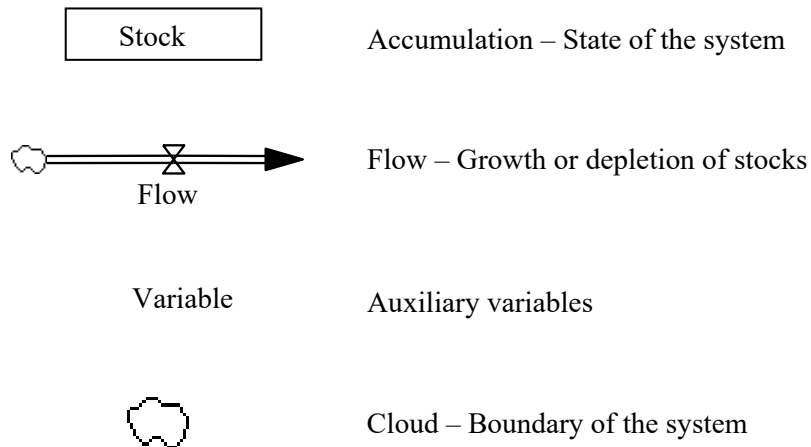 Stock
Accumulation – State of the system
Flow – Growth or depletion of stocks
Flow
Variable
Auxiliary variables
Cloud – Boundary of the system